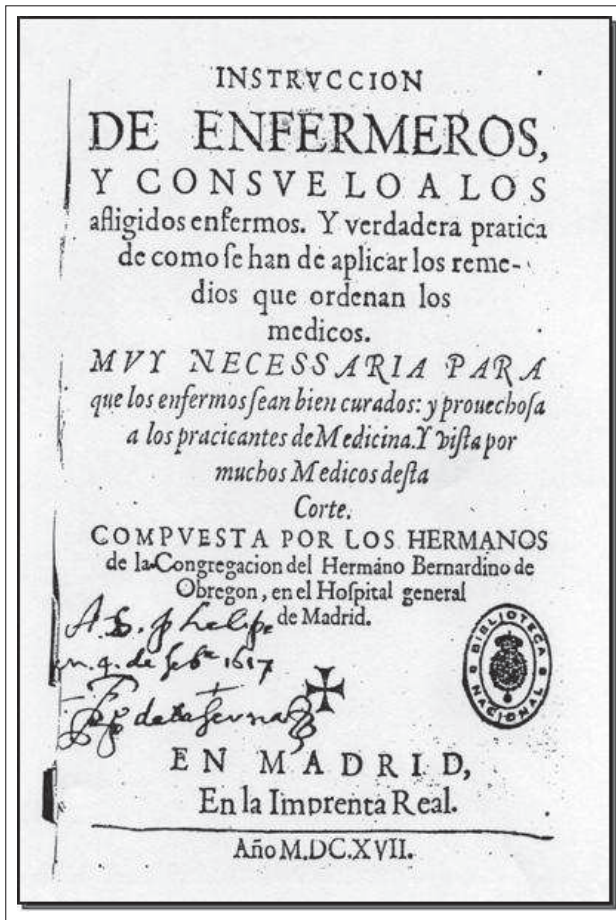 INSTRVCCION
DE ENFERMEROS,
Y CONSVELO A LOS
afligidos enfermos. Y verdadera pratica
de como ſe han de aplicar los reme-
dios que ordenan los
medicos.
MVY NECESSARIA PARA
que los enfermos ſean bien curados: y prouechoſa
a los pracicantes de Medicina. Y viſta por
muchos Medicos deſta
Corte.
COMPVESTA POR LOS HERMANOS
de la Congregacion del Hermano Bernardino de
Obregon, en el Hoſpital general
de Madrid.
de 1617
BIBLIOTECA
NACIONAL
EN MADRID,
En la Imprenta Real.
Año M.DC.XVII.